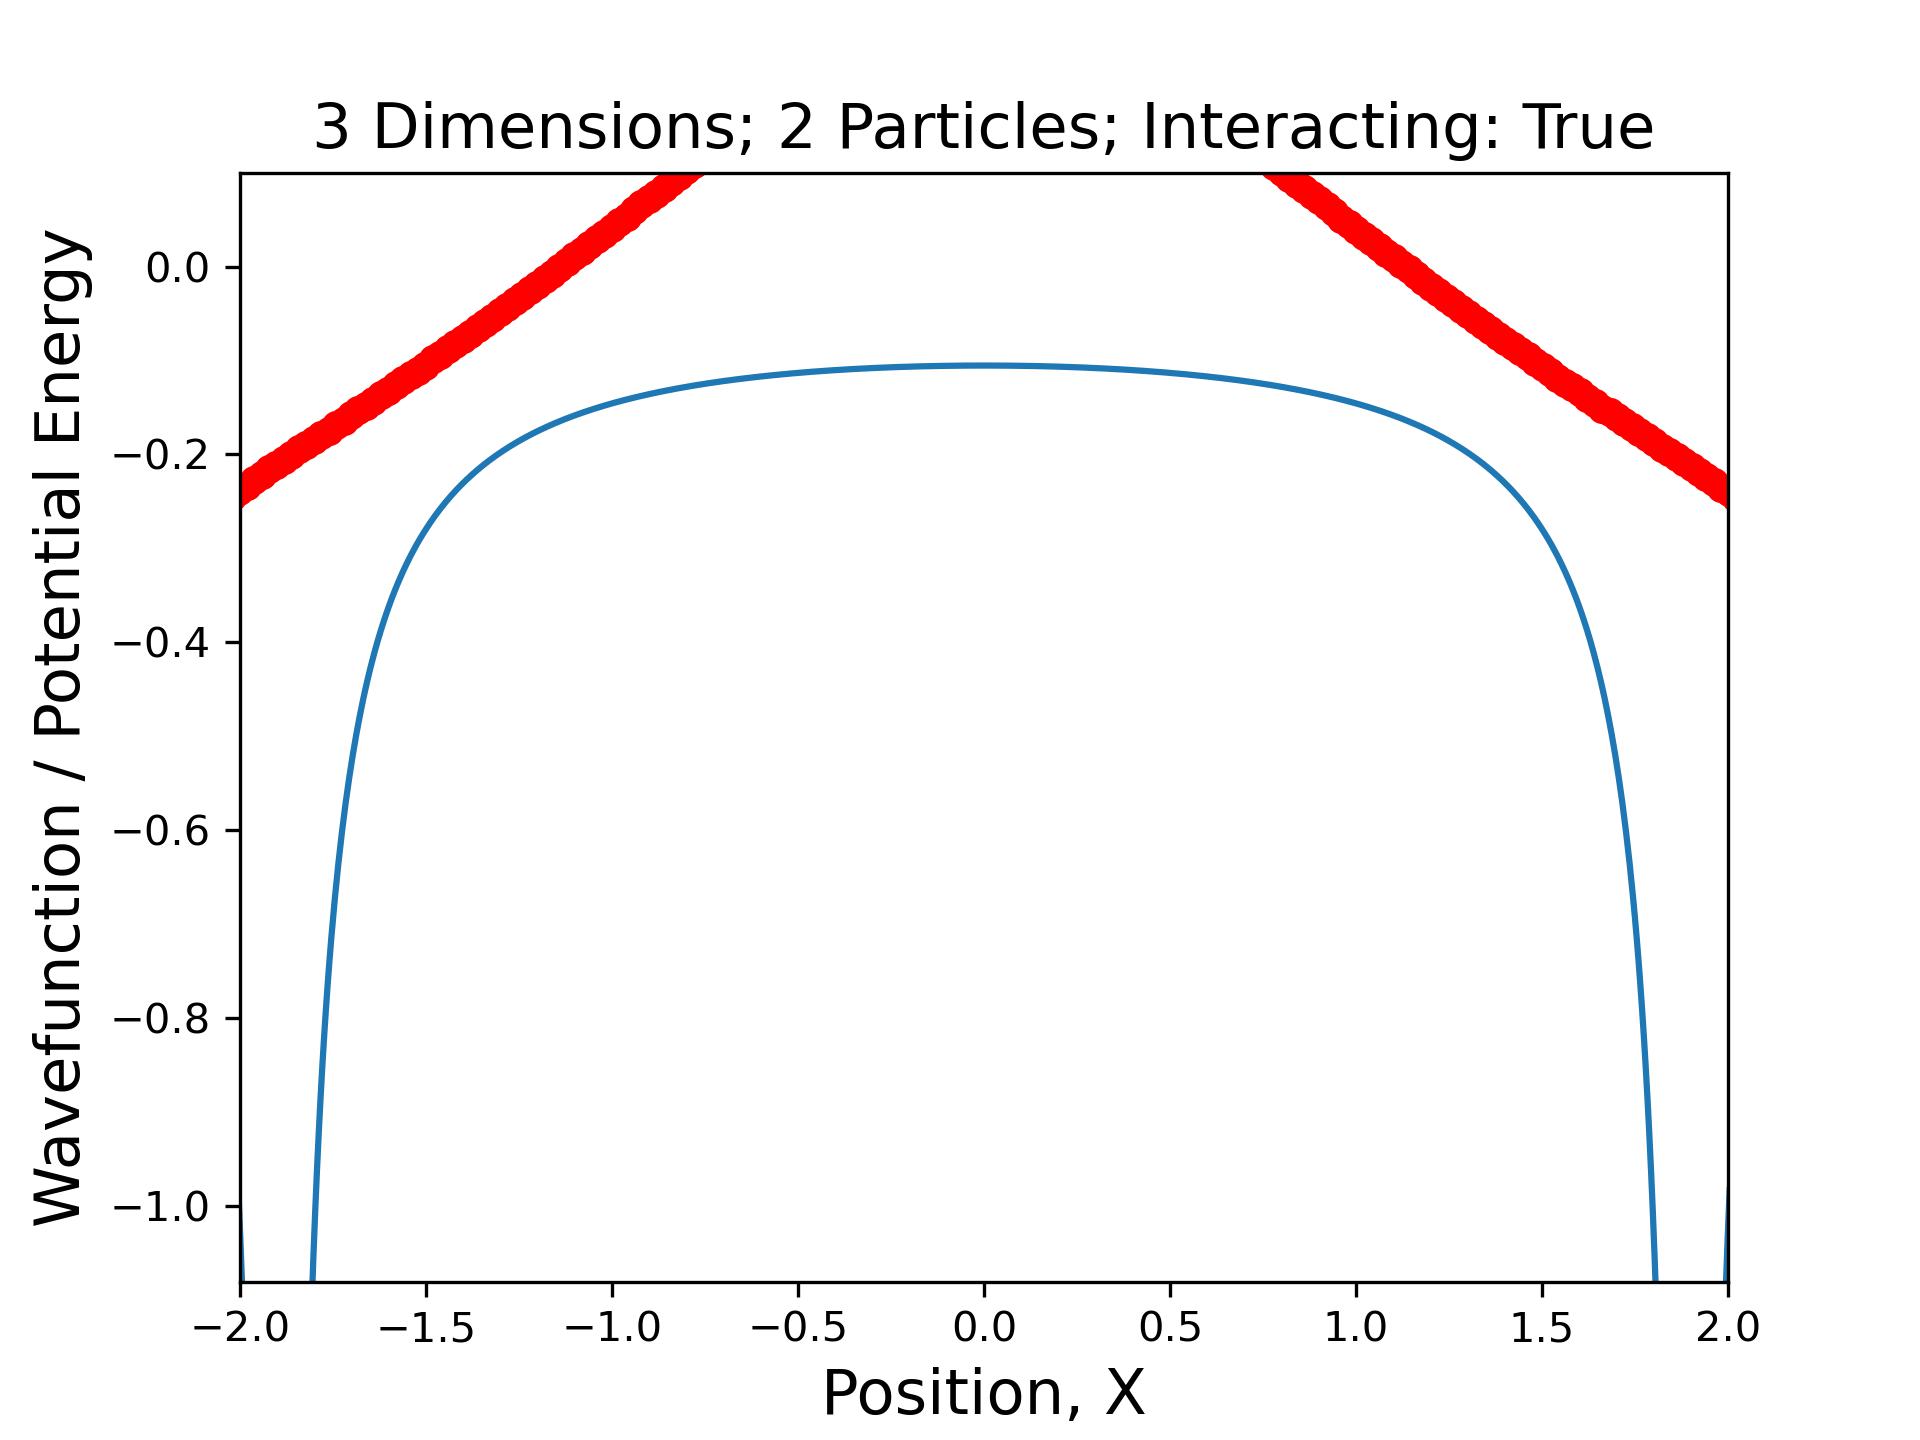 3 Dimensions; 2 Particles; Interacting: True
Wavefunction / Potential Energy
0.0
−0.2
−0.4
−0.6
−0.8
−1.0
−2.0 −1.5 −1.0 −0.5 0.0 0.5 1.0 1.5 2.0
Position, X